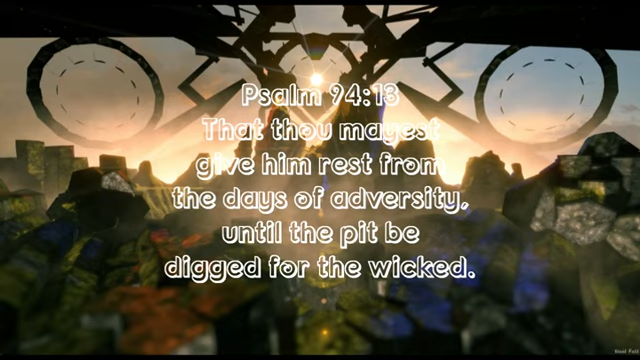 Psalm 94:13
That thou mayest
give him rest from
the days of adversity,
until the pit be
digged for the wicked.